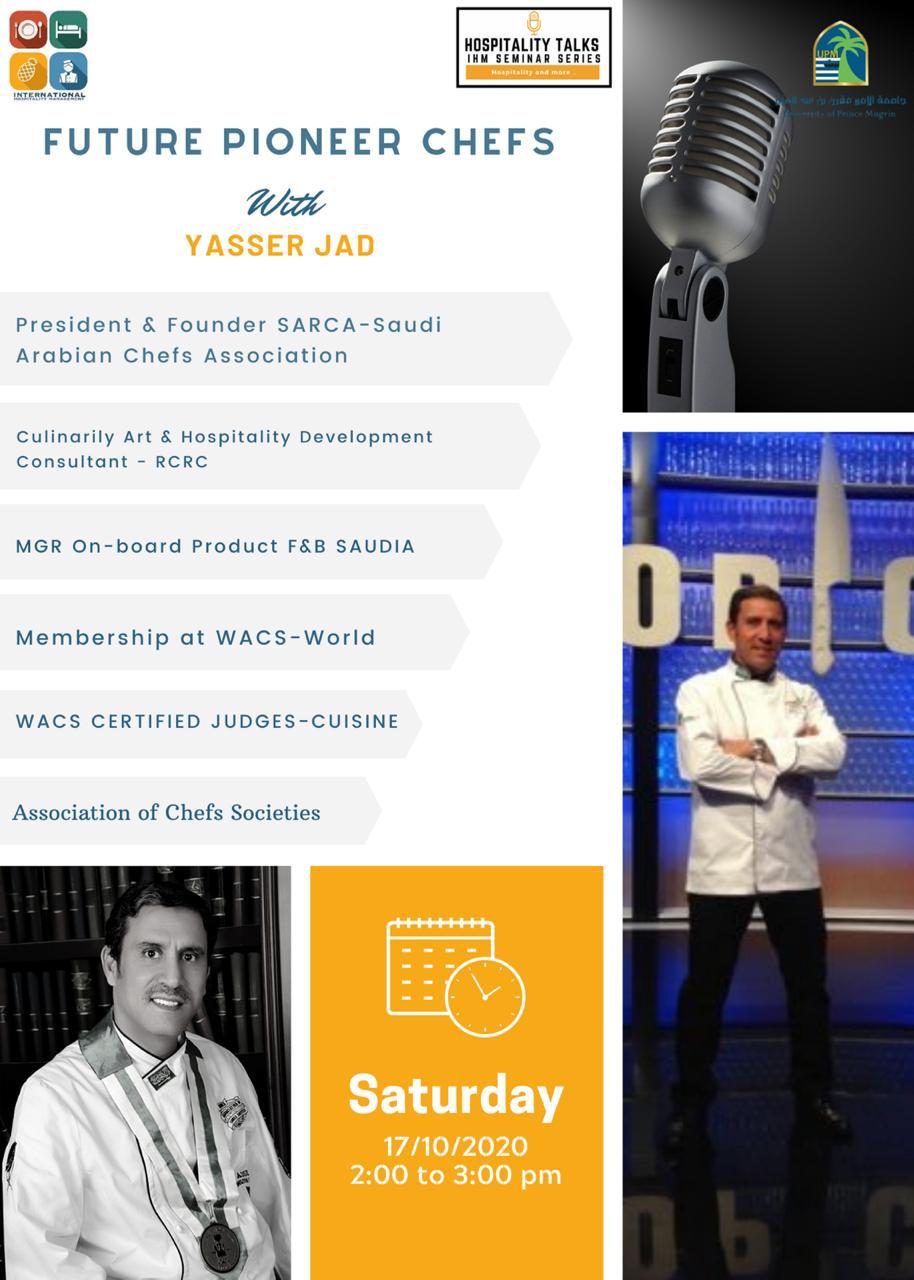 INTERNATIONAL
HOSPITALITY MANAGEMENT
HOSPITALITY TALKS
IHM SEMINAR SERIES
Hospitality and more ..
UPM
جامعة الأمير مقرن بن عبد العزيز
University of Prince Mugrin
FUTURE PIONEER CHEFS
With
YASSER JAD
President & Founder SARCA-Saudi
Arabian Chefs Association
Culinarily Art & Hospitality Development
Consultant - RCRC
MGR On-board Product F&B SAUDIA
Membership at WACS-World
WACS CERTIFIED JUDGES-CUISINE
Association of Chefs Societies
Saturday
17/10/2020
2:00 to 3:00 pm
OP C